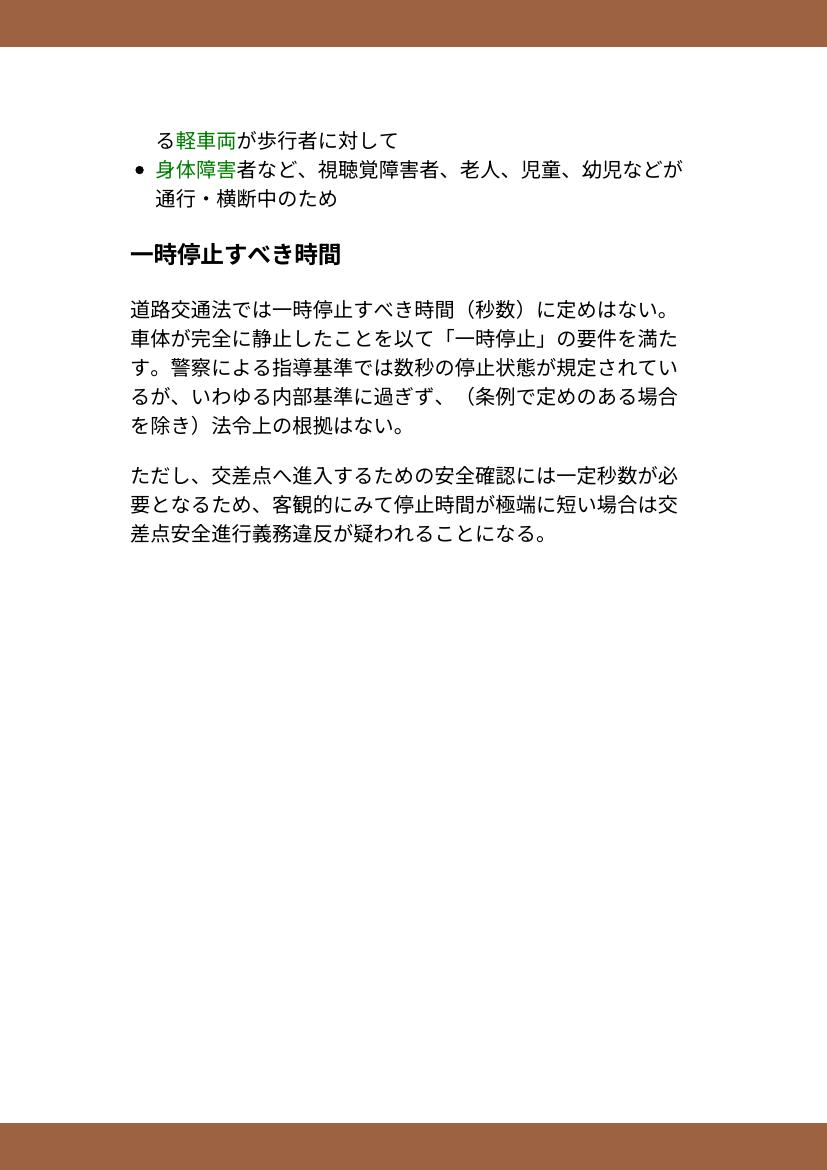 る軽車両が歩行者に対して
• 身体障害者など、視聴覚障害者、老人、児童、幼児などが
通行・横断中のため
一時停止すべき時間
道路交通法では一時停止すべき時間（秒数）に定めはない。
車体が完全に静止したことを以て「一時停止」の要件を満た
す。警察による指導基準では数秒の停止状態が規定されてい
るが、いわゆる内部基準に過ぎず、（条例で定めのある場合
を除き）法令上の根拠はない。
ただし、交差点へ進入するための安全確認には一定秒数が必
要となるため、客観的にみて停止時間が極端に短い場合は交
差点安全進行義務違反が疑われることになる。